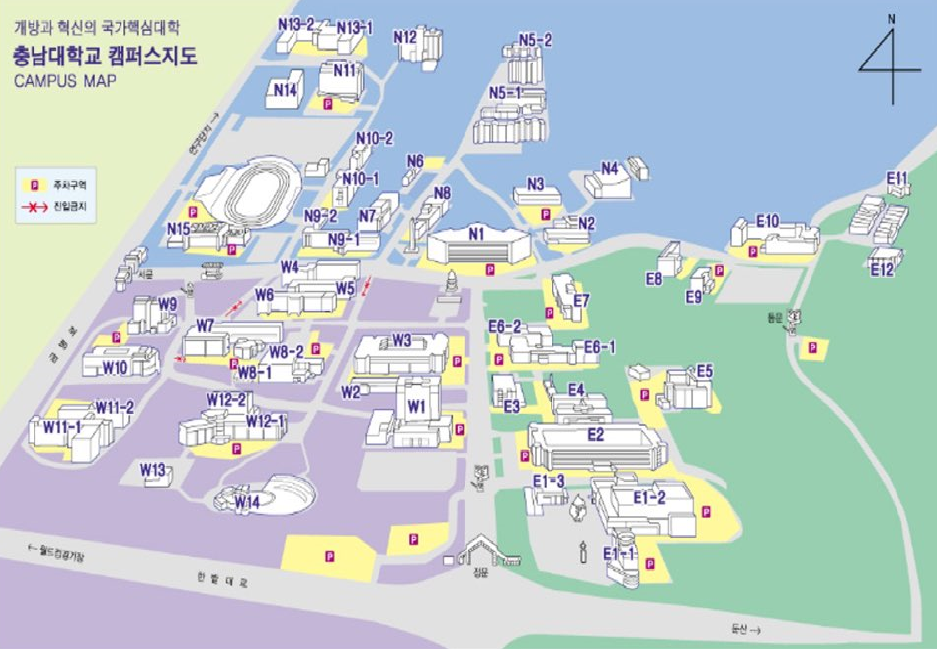 개방과 혁신의 국가핵심대학
충남대학교 캠퍼스지도
CAMPUS MAP
N
P 주차구역
진입금지
연구단지→
N13-2
N13-1
N12
N5-2
N11
N14
P
N5-1
N10-2
N6
N10-1
N4
N3
E11
P
N9-2
N7
N8
P
N2
N15
N9-1
N1
E10
P
P
P
E8
E12
서문
W4
W5
P
E9
W6
E7
W9
P
동문
W7
E6-2
P
W8-2
P
W3
P
E6-1
P
W10
P
W8-1
P
W2
E5
W11-2
W12-2
W1
E3
E4
P
W11-1
W12-1
P
E2
P
P
W13
E1-3
E1-2
W14
P
P
P
E1-1
P
정문
←월드컵경기장
한밭대로
둔산→